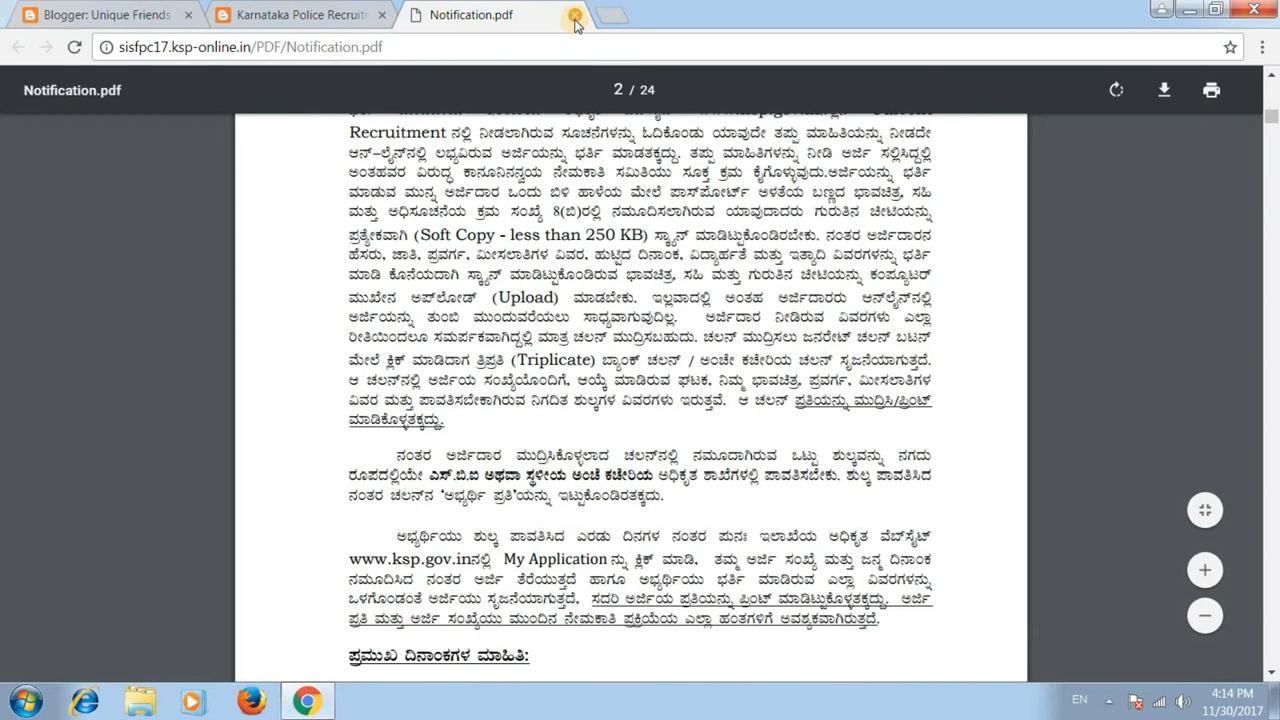 Blogger: Unique Friends
Karnataka Police Recruit
Notification.pdf
sisfpc17.ksp-online.in/PDF/Notification.pdf
Notification.pdf
2 / 24
Recruitment ನಲ್ಲಿ ನೀಡಲಾಗಿರುವ ಸೂಚನೆಗಳನ್ನು ಓದಿಕೊಂಡು ಯಾವುದೇ ತಪ್ಪು ಮಾಹಿತಿಯನ್ನು ನೀಡದೇ
ಆನ್–ಲೈನ್‌ನಲ್ಲಿ ಲಭ್ಯವಿರುವ ಅರ್ಜಿಯನ್ನು ಭರ್ತಿ ಮಾಡತಕ್ಕದ್ದು. ತಪ್ಪು ಮಾಹಿತಿಗಳನ್ನು ನೀಡಿ ಅರ್ಜಿ ಸಲ್ಲಿಸಿದ್ದಲ್ಲಿ
ಅಂತಹವರ ವಿರುದ್ಧ ಕಾನೂನಿನನ್ವಯ ನೇಮಕಾತಿ ಸಮಿತಿಯು ಸೂಕ್ತ ಕ್ರಮ ಕೈಗೊಳ್ಳುವುದು.ಅರ್ಜಿಯನ್ನು ಭರ್ತಿ
ಮಾಡುವ ಮುನ್ನ ಅರ್ಜಿದಾರ ಒಂದು ಬಿಳಿ ಹಾಳೆಯ ಮೇಲೆ ಪಾಸ್‌ಪೋರ್ಟ್ ಅಳತೆಯ ಬಣ್ಣದ ಭಾವಚಿತ್ರ, ಸಹಿ
ಮತ್ತು ಅಧಿಸೂಚನೆಯ ಕ್ರಮ ಸಂಖ್ಯೆ 8(ಬಿ)ರಲ್ಲಿ ನಮೂದಿಸಲಾಗಿರುವ ಯಾವುದಾದರು ಗುರುತಿನ ಚೀಟಿಯನ್ನು
ಪ್ರತ್ಯೇಕವಾಗಿ (Soft Copy - less than 250 KB) ಸ್ಕ್ಯಾನ್ ಮಾಡಿಟ್ಟುಕೊಂಡಿರಬೇಕು. ನಂತರ ಅರ್ಜಿದಾರನ
ಹೆಸರು, ಜಾತಿ, ಪ್ರವರ್ಗ, ಮೀಸಲಾತಿಗಳ ವಿವರ, ಹುಟ್ಟಿದ ದಿನಾಂಕ, ವಿದ್ಯಾರ್ಹತೆ ಮತ್ತು ಇತ್ಯಾದಿ ವಿವರಗಳನ್ನು ಭರ್ತಿ
ಮಾಡಿ ಕೊನೆಯದಾಗಿ ಸ್ಕ್ಯಾನ್ ಮಾಡಿಟ್ಟುಕೊಂಡಿರುವ ಭಾವಚಿತ್ರ, ಸಹಿ ಮತ್ತು ಗುರುತಿನ ಚೀಟಿಯನ್ನು ಕಂಪ್ಯೂಟರ್
ಮುಖೇನ ಅಪ್‌ಲೋಡ್ (Upload) ಮಾಡಬೇಕು. ಇಲ್ಲವಾದಲ್ಲಿ ಅಂತಹ ಅರ್ಜಿದಾರರು ಆನ್‌ಲೈನ್‌ನಲ್ಲಿ
ಅರ್ಜಿಯನ್ನು ತುಂಬಿ ಮುಂದುವರೆಯಲು ಸಾಧ್ಯವಾಗುವುದಿಲ್ಲ. ಅರ್ಜಿದಾರ ನೀಡಿರುವ ವಿವರಗಳು ಎಲ್ಲಾ
ರೀತಿಯಿಂದಲೂ ಸಮರ್ಪಕವಾಗಿದ್ದಲ್ಲಿ ಮಾತ್ರ ಚಲನ್ ಮುದ್ರಿಸಬಹುದು. ಚಲನ್ ಮುದ್ರಿಸಲು ಜನರೇಟ್ ಚಲನ್ ಬಟನ್
ಮೇಲೆ ಕ್ಲಿಕ್ ಮಾಡಿದಾಗ ತ್ರಿಪ್ರತಿ (Triplicate) ಬ್ಯಾಂಕ್ ಚಲನ್ / ಅಂಚೇ ಕಚೇರಿಯ ಚಲನ್ ಸೃಜನೆಯಾಗುತ್ತದೆ.
ಆ ಚಲನ್‌ನಲ್ಲಿ ಅರ್ಜಿಯ ಸಂಖ್ಯೆಯೊಂದಿಗೆ, ಆಯ್ಕೆ ಮಾಡಿರುವ ಘಟಕ, ನಿಮ್ಮ ಭಾವಚಿತ್ರ, ಪ್ರವರ್ಗ, ಮೀಸಲಾತಿಗಳ
ವಿವರ ಮತ್ತು ಪಾವತಿಸಬೇಕಾಗಿರುವ ನಿಗದಿತ ಶುಲ್ಕಗಳ ವಿವರಗಳು ಇರುತ್ತವೆ. ಆ ಚಲನ್ ಪ್ರತಿಯನ್ನು ಮುದ್ರಿಸಿ/ಪ್ರಿಂಟ್
ಮಾಡಿಕೊಳ್ಳತಕ್ಕದ್ದು.
ನಂತರ ಅರ್ಜಿದಾರ ಮುದ್ರಿಸಿಕೊಳ್ಳಲಾದ ಚಲನ್‌ನಲ್ಲಿ ನಮೂದಾಗಿರುವ ಒಟ್ಟು ಶುಲ್ಕವನ್ನು ನಗದು
ರೂಪದಲ್ಲಿಯೇ ಎಸ್.ಬಿ.ಐ ಅಥವಾ ಸ್ಥಳೀಯ ಅಂಚೆ ಕಚೇರಿಯ ಅಧಿಕೃತ ಶಾಖೆಗಳಲ್ಲಿ ಪಾವತಿಸಬೇಕು. ಶುಲ್ಕ ಪಾವತಿಸಿದ
ನಂತರ ಚಲನ್‌ನ 'ಅಭ್ಯರ್ಥಿ ಪ್ರತಿ'ಯನ್ನು ಇಟ್ಟುಕೊಂಡಿರತಕ್ಕದು.
ಅಭ್ಯರ್ಥಿಯು ಶುಲ್ಕ ಪಾವತಿಸಿದ ಎರಡು ದಿನಗಳ ನಂತರ ಪುನಃ ಇಲಾಖೆಯ ಅಧಿಕೃತ ವೆಬ್‌ಸೈಟ್
www.ksp.gov.inನಲ್ಲಿ My Application ನ್ನು ಕ್ಲಿಕ್ ಮಾಡಿ, ತಮ್ಮ ಅರ್ಜಿ ಸಂಖ್ಯೆ ಮತ್ತು ಜನ್ಮ ದಿನಾಂಕ
ನಮೂದಿಸಿದ ನಂತರ ಅರ್ಜಿ ತೆರೆಯುತ್ತದೆ ಹಾಗೂ ಅಭ್ಯರ್ಥಿಯು ಭರ್ತಿ ಮಾಡಿರುವ ಎಲ್ಲಾ ವಿವರಗಳನ್ನು
ಒಳಗೊಂಡಂತೆ ಅರ್ಜಿಯು ಸೃಜನೆಯಾಗುತ್ತದೆ, ಸದರಿ ಅರ್ಜಿಯ ಪ್ರತಿಯನ್ನು ಪ್ರಿಂಟ್ ಮಾಡಿಟ್ಟುಕೊಳ್ಳತಕ್ಕದ್ದು. ಅರ್ಜಿ
ಪ್ರತಿ ಮತ್ತು ಅರ್ಜಿ ಸಂಖ್ಯೆಯು ಮುಂದಿನ ನೇಮಕಾತಿ ಪ್ರಕ್ರಿಯೆಯ ಎಲ್ಲಾ ಹಂತಗಳಿಗೆ ಅವಶ್ಯಕವಾಗಿರುತ್ತದೆ.
ಪ್ರಮುಖ ದಿನಾಂಕಗಳ ಮಾಹಿತಿ:
EN
4:14 PM
11/30/2017